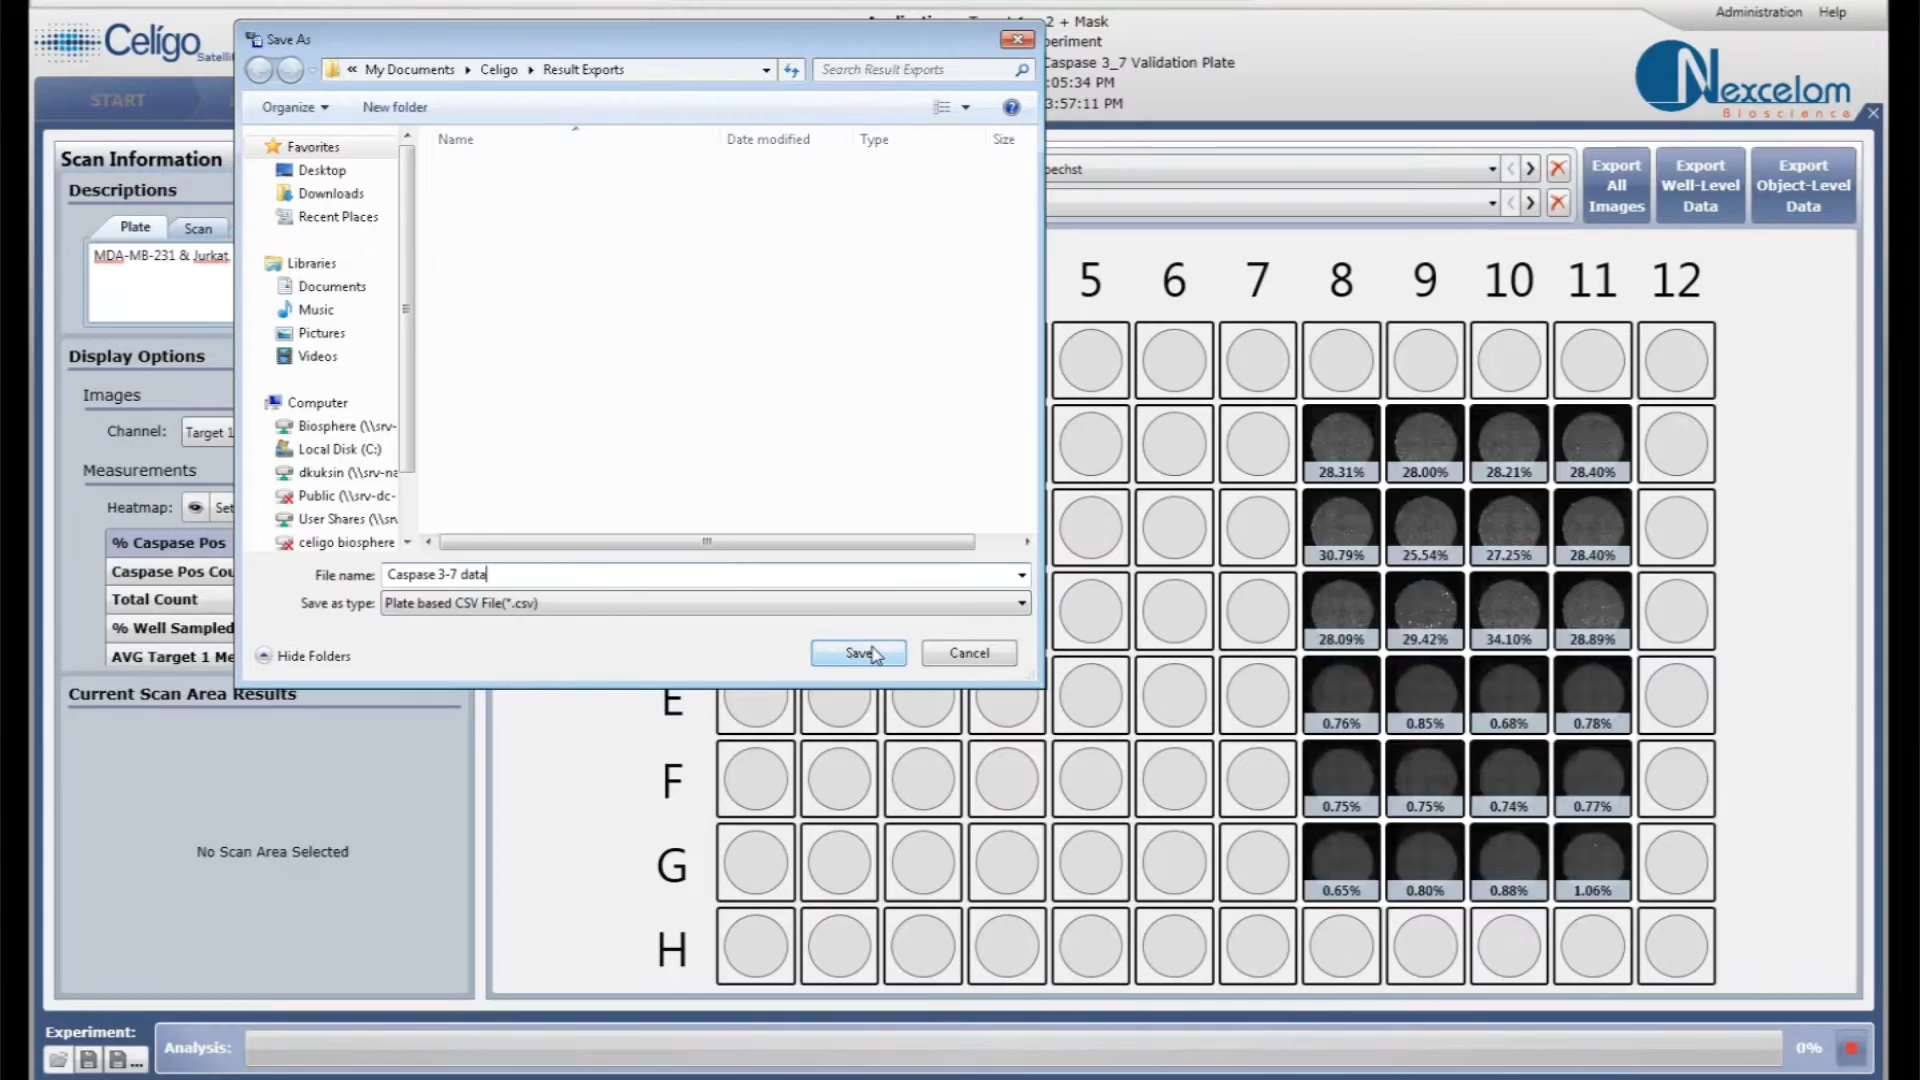 Administration Help
Celígo
Nexcelom
Bioscience
2 + Mask
periment
Caspase 3_7 Validation Plate
:05:34 PM
3:57:11 PM
START
Save As
« My Documents Celigo Result Exports
Search Result Exports
Organize New folder
Name Date modified Type Size
Favorites
Desktop
Downloads
Recent Places
Libraries
Documents
Music
Pictures
Videos
Computer
Biosphere (\\srv-
Local Disk (C:)
dkuksin (\\srv-na
Public (\\srv-dc-
User Shares (\\srv
celigo biosphere
File name: Caspase 3-7 data
Save as type: Plate based CSV File(*.csv)
Hide Folders
Save Cancel
Scan Information
Descriptions
Plate Scan
MDA-MB-231 & Jurkat
Display Options
Images
Channel: Target 1
Measurements
Heatmap: Set
% Caspase Pos
Caspase Pos Cou
Total Count
% Well Sampled
AVG Target 1 Me
Current Scan Area Results
No Scan Area Selected
oechst
Export All Images
Export Well-Level Data
Export Object-Level Data
5 6 7 8 9 10 11 12
28.31% 28.00% 28.21% 28.40%
30.79% 25.54% 27.25% 28.40%
28.09% 29.42% 34.10% 28.89%
E
0.76% 0.85% 0.68% 0.78%
F
0.75% 0.75% 0.74% 0.77%
G
0.65% 0.80% 0.88% 1.06%
H
Experiment:
Analysis:
0%